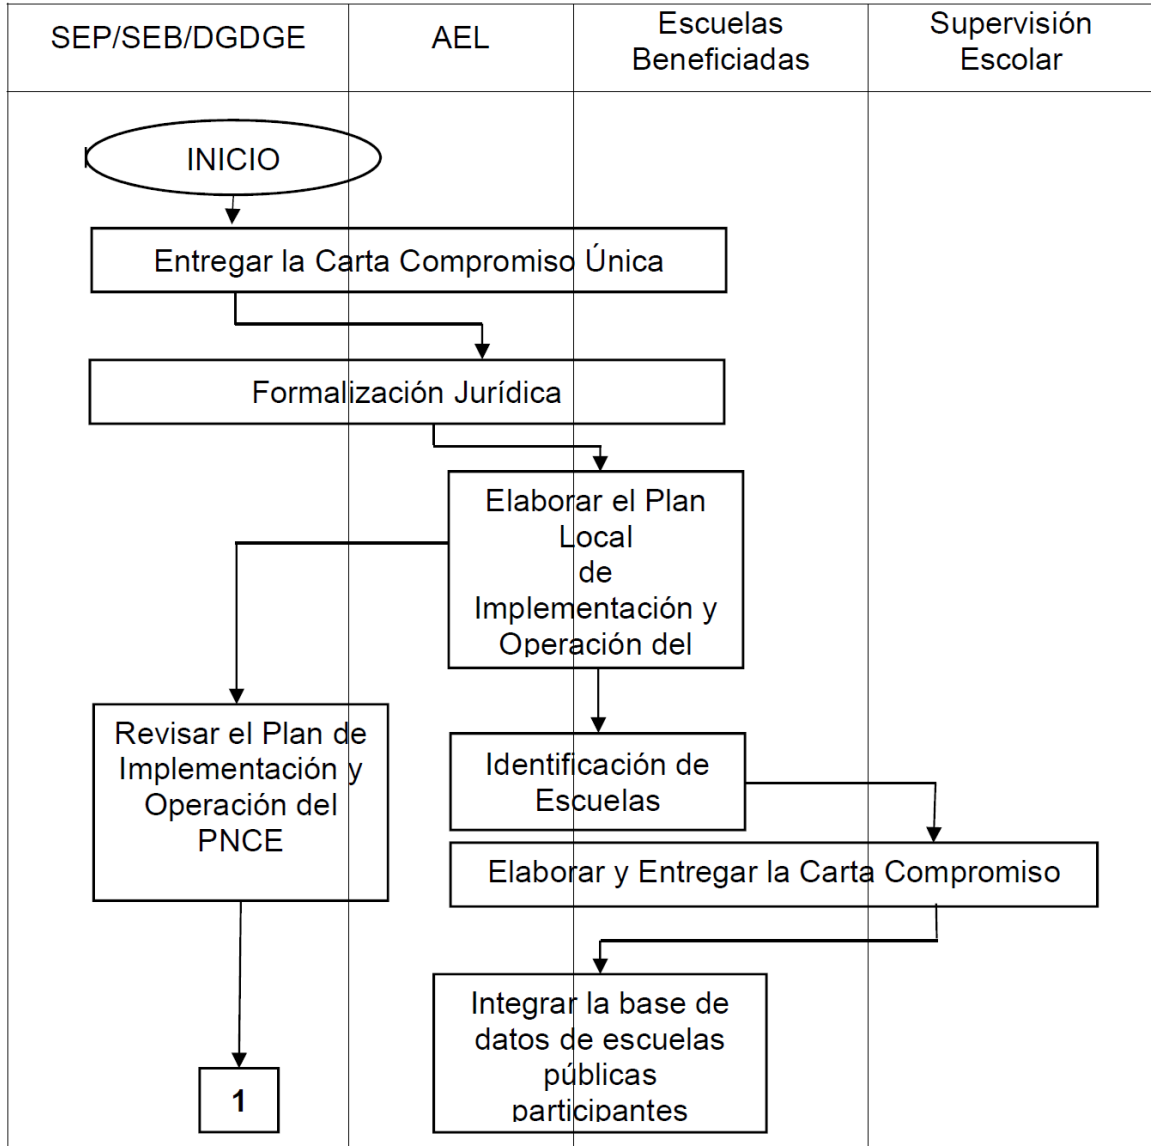 SEP/SEB/DGDGE
AEL
Escuelas
Beneficiadas
Supervisión
Escolar
INICIO
Entregar la Carta Compromiso Única
Formalización Jurídica
Elaborar el Plan
Local
de
Implementación y
Operación del
Revisar el Plan de
Implementación y
Operación del
PNCE
Identificación de
Escuelas
Elaborar y Entregar la Carta Compromiso
Integrar la base de
datos de escuelas
públicas
participantes
1